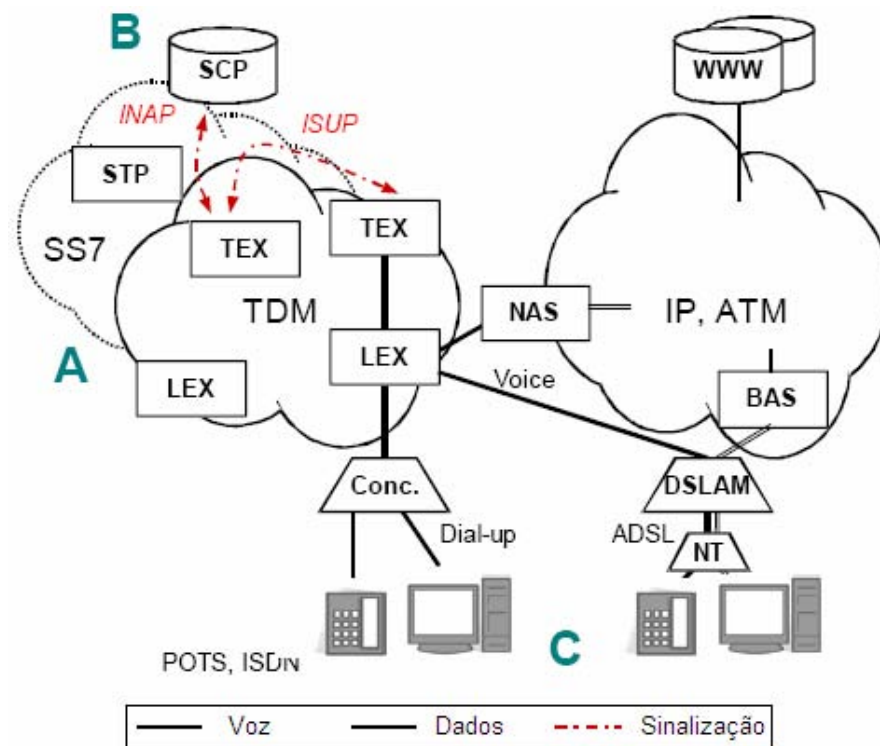 B
SCP
WWW
INAP
ISUP
STP
TEX
TEX
SS7
TDM
NAS
IP, ATM
A
LEX
LEX
Voice
BAS
Conc.
DSLAM
Dial-up
ADSL
NT
C
POTS, ISDN
Voz
Dados
Sinalização